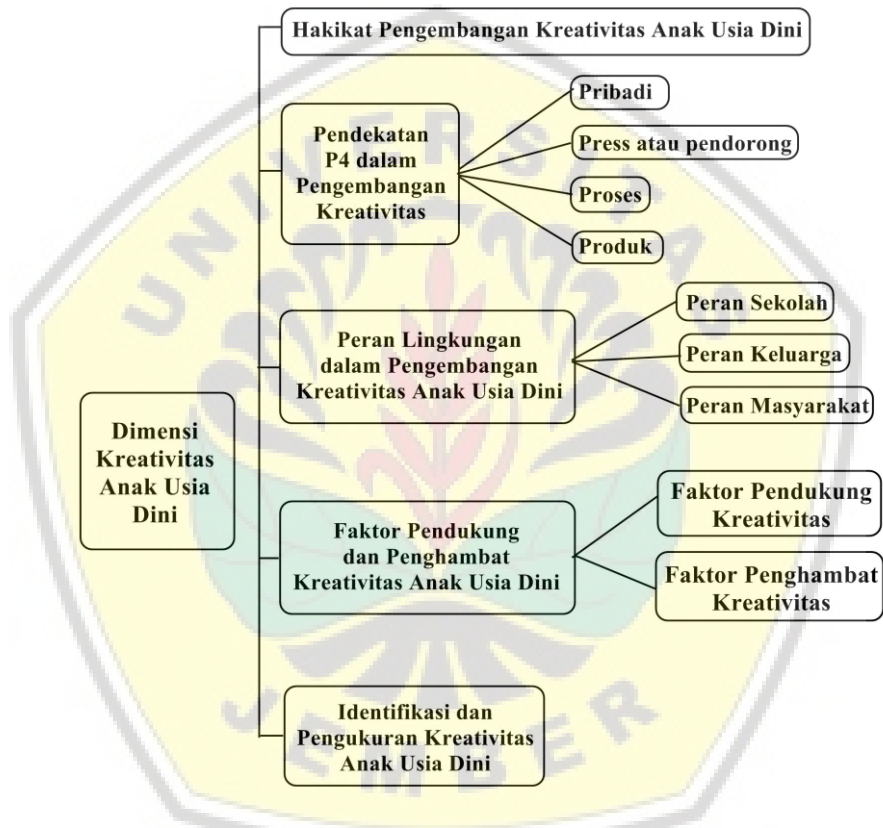 Hakikat Pengembangan Kreativitas Anak Usia Dini
Pendekatan
P4 dalam
Pengembangan
Kreativitas
Pribadi
Press atau pendorong
Proses
Produk
Peran Lingkungan
dalam Pengembangan
Kreativitas Anak Usia Dini
Peran Sekolah
Peran Keluarga
Peran Masyarakat
Dimensi
Kreativitas
Anak Usia
Dini
Faktor Pendukung
dan Penghambat
Kreativitas Anak Usia Dini
Faktor Pendukung
Kreativitas
Faktor Penghambat
Kreativitas
Identifikasi dan
Pengukuran Kreativitas
Anak Usia Dini
UNIVERSITAS
JEMBER